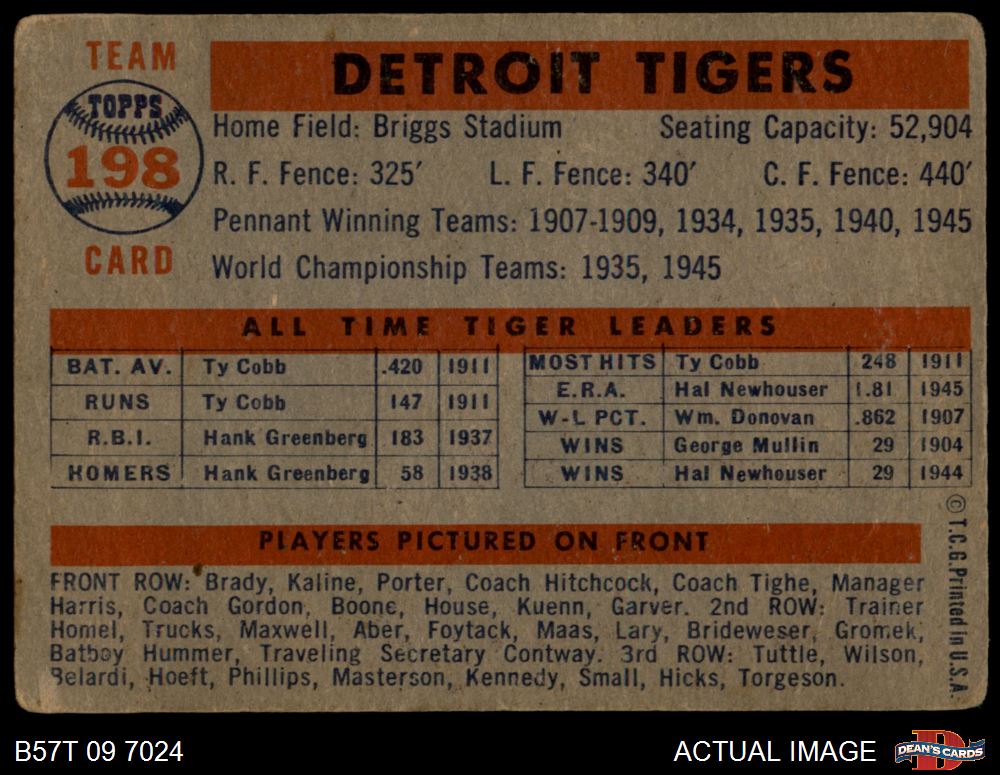 TEAM
TOPPS
198
CARD
DETROIT TIGERS
Home Field: Briggs Stadium Seating Capacity: 52,904
R. F. Fence: 325′ L. F. Fence: 340′ C. F. Fence: 440′
Pennant Winning Teams: 1907-1909, 1934, 1935, 1940, 1945
World Championship Teams: 1935, 1945
ALL TIME TIGER LEADERS
BAT. AV. Ty Cobb .420 1911
RUNS Ty Cobb 147 1911
R.B.I. Hank Greenberg 183 1937
HOMERS Hank Greenberg 58 1938
MOST HITS Ty Cobb 248 1911
E.R.A. Hal Newhouser 1.81 1945
W-L PCT. Wm. Donovan .862 1907
WINS George Mullin 29 1904
WINS Hal Newhouser 29 1944
PLAYERS PICTURED ON FRONT
FRONT ROW: Brady, Kaline, Porter, Coach Hitchcock, Coach Tighe, Manager
Harris, Coach Gordon, Boone, House, Kuenn, Garver. 2nd ROW: Trainer
Homel, Trucks, Maxwell, Aber, Foytack, Maas, Lary, Brideweser, Gromek,
Batboy Hummer, Traveling Secretary Contway. 3rd ROW: Tuttle, Wilson,
Belardi, Hoeft, Phillips, Masterson, Kennedy, Small, Hicks, Torgeson.
© T.C.G. Printed in U.S.A.
B57T 09 7024
ACTUAL IMAGE
D
DEAN'S CARDS